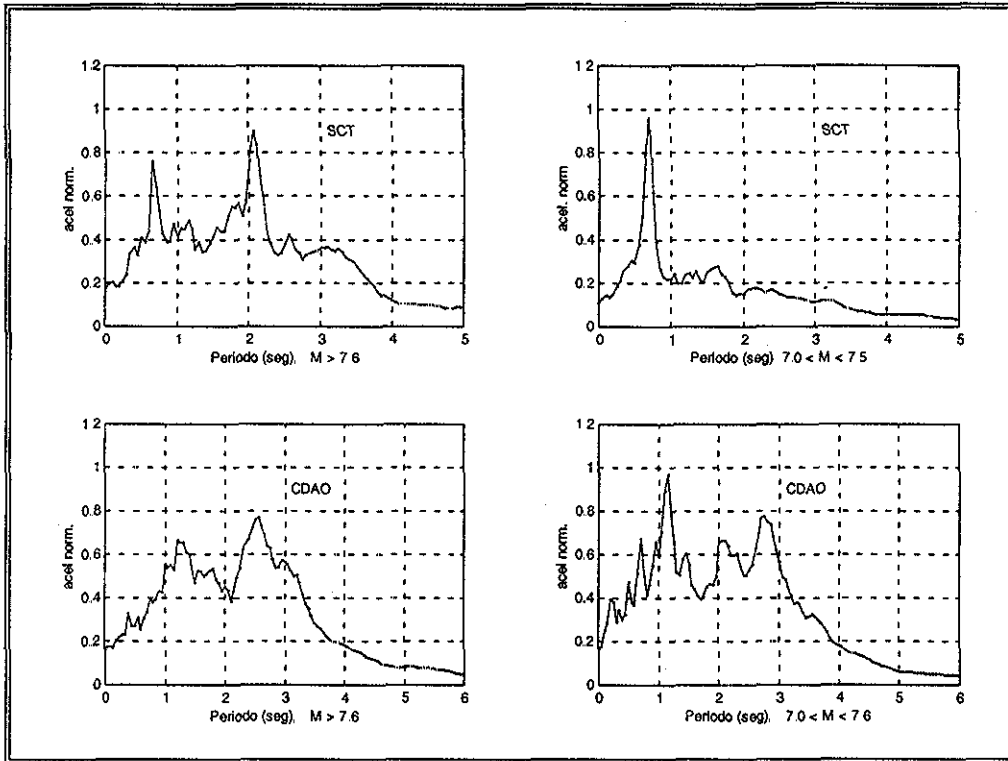 1.2
1
0.8
0.6
0.4
0.2
0
acel norm.
SCT
0 1 2 3 4 5
Periodo (seg), M > 7 6
1.2
1
0.8
0.6
0.4
0.2
0
acel. norm
SCT
0 1 2 3 4 5
Periodo (seg) 7.0 < M < 7 5
1 2
1
0.8
0.6
0.4
0.2
0
acel norm.
CDAO
0 1 2 3 4 5 6
Periodo (seg), M > 7.6
1 2
1
0.8
0.6
0.4
0.2
0
acel norm
CDAO
0 1 2 3 4 5 6
Periodo (seg), 7.0 < M < 7 6